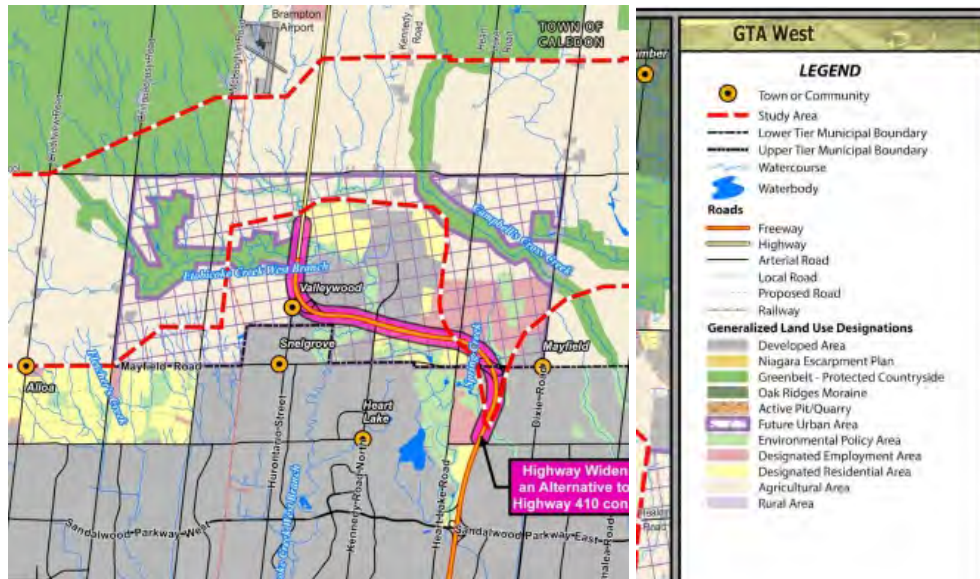 Brampton
Airport
TOWN OF
CALEDON
Kennedy
Road
Heart
Lake
Road
Campbell's Cross Creek
Etobicoke Creek West Branch
Valleywood
Snelgrove
Mayfield
Mayfield Road
Alloa
Fletchers Creek
Heart
Lake
Hurontario Street
Kennedy Road North
Heart Lake Road
Dixie Road
Sandalwood Parkway West
Sandalwood Parkway East
Highway Widen
an Alternative to
Highway 410 con
GTA West
LEGEND
Town or Community
Study Area
Lower Tier Municipal Boundary
Upper Tier Municipal Boundary
Watercourse
Waterbody
Roads
Freeway
Highway
Arterial Road
Local Road
Proposed Road
Railway
Generalized Land Use Designations
Developed Area
Niagara Escarpment Plan
Greenbelt - Protected Countryside
Oak Ridges Moraine
Active Pit/Quarry
Future Urban Area
Environmental Policy Area
Designated Employment Area
Designated Residential Area
Agricultural Area
Rural Area